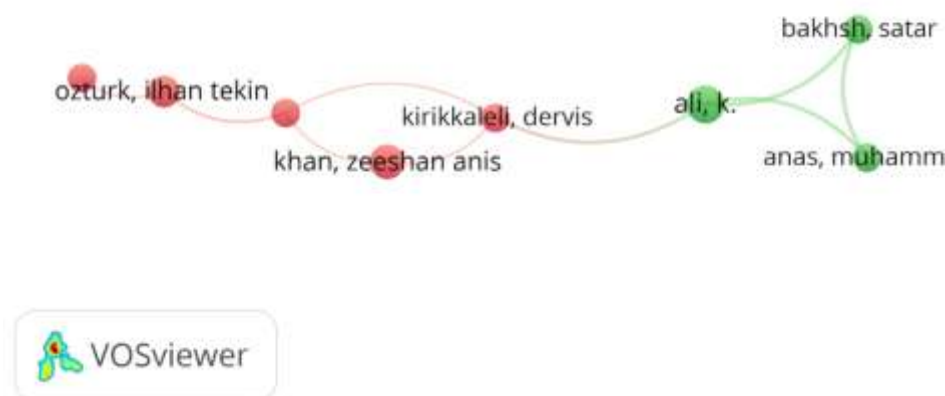 bakhsh, satar
ozturk, ilhan tekin
ali, k.
kirikkaleli, dervis
khan, zeeshan anis
anas, muhamm
VOSviewer